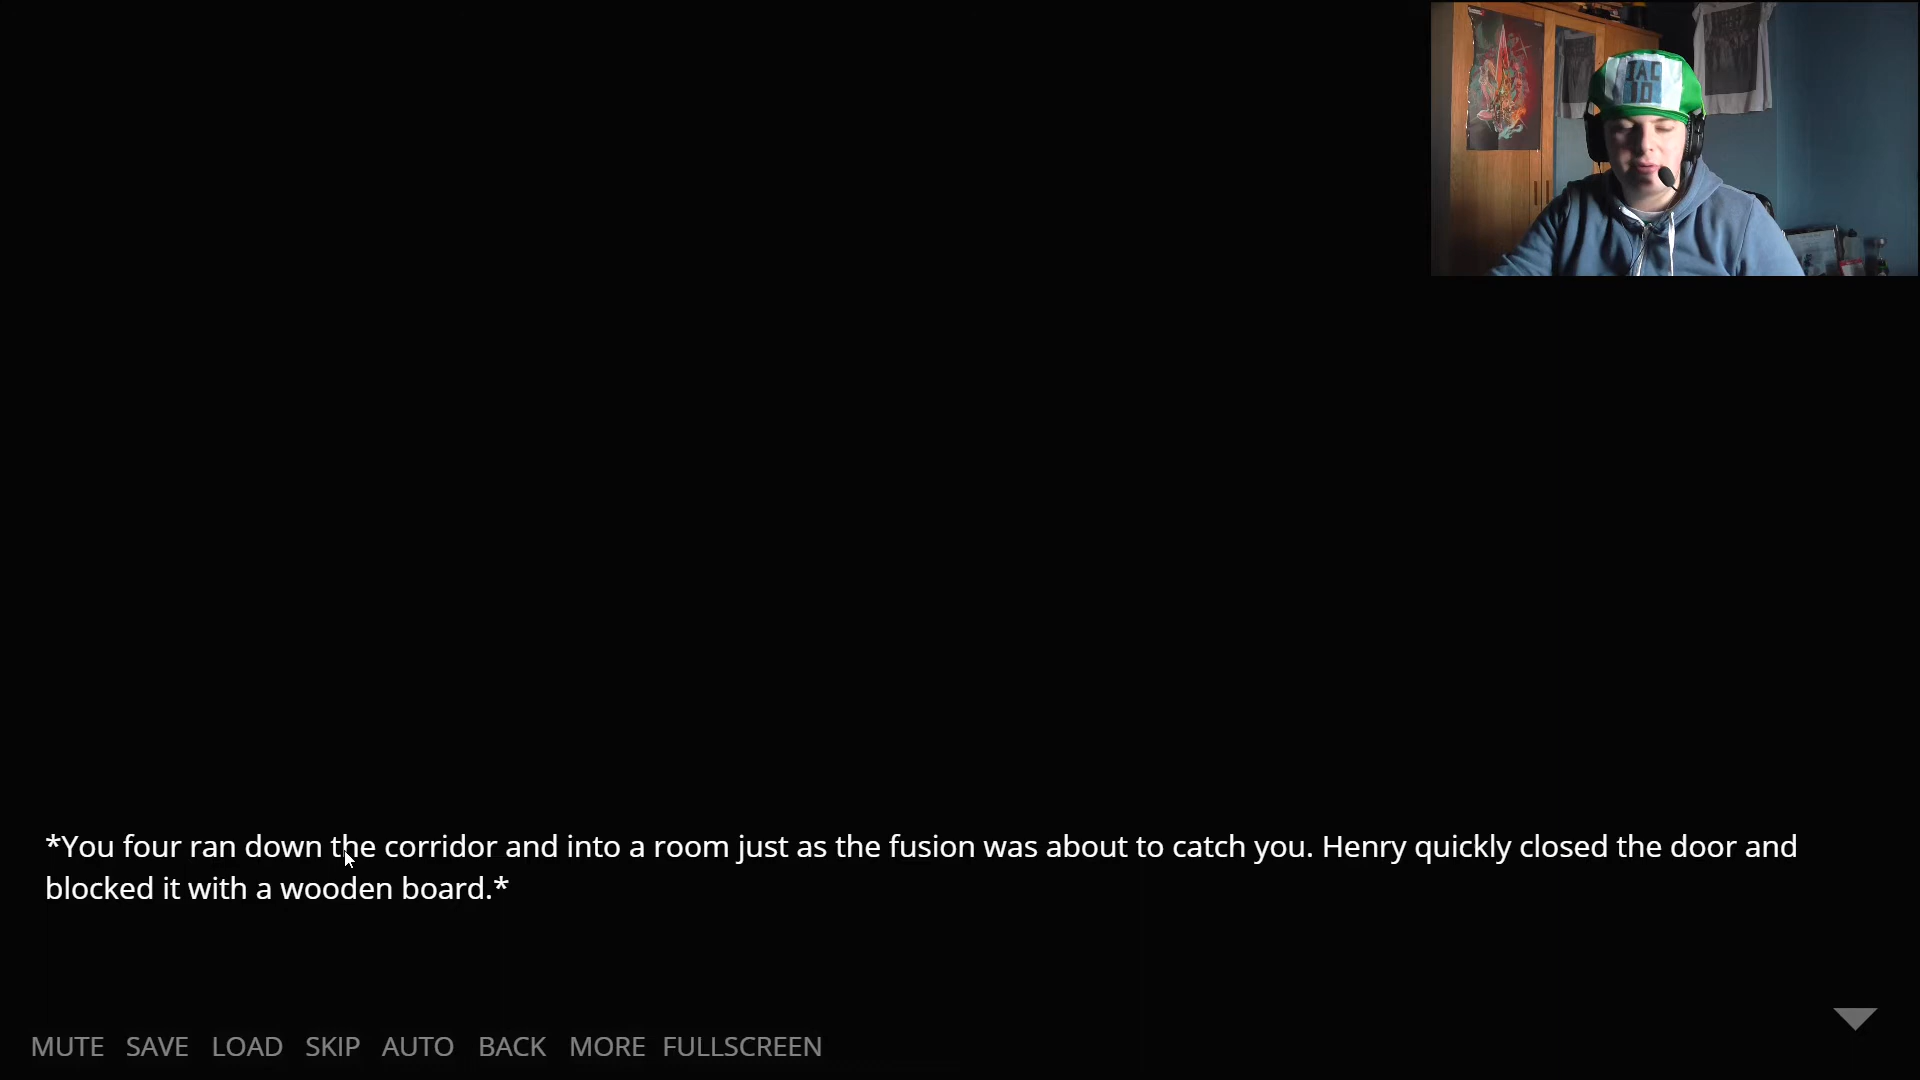 JAC
*You four ran down the corridor and into a room just as the fusion was about to catch you. Henry quickly closed the door and
blocked it with a wooden board.*
MUTE SAVE LOAD SKIP AUTO BACK MORE FULLSCREEN